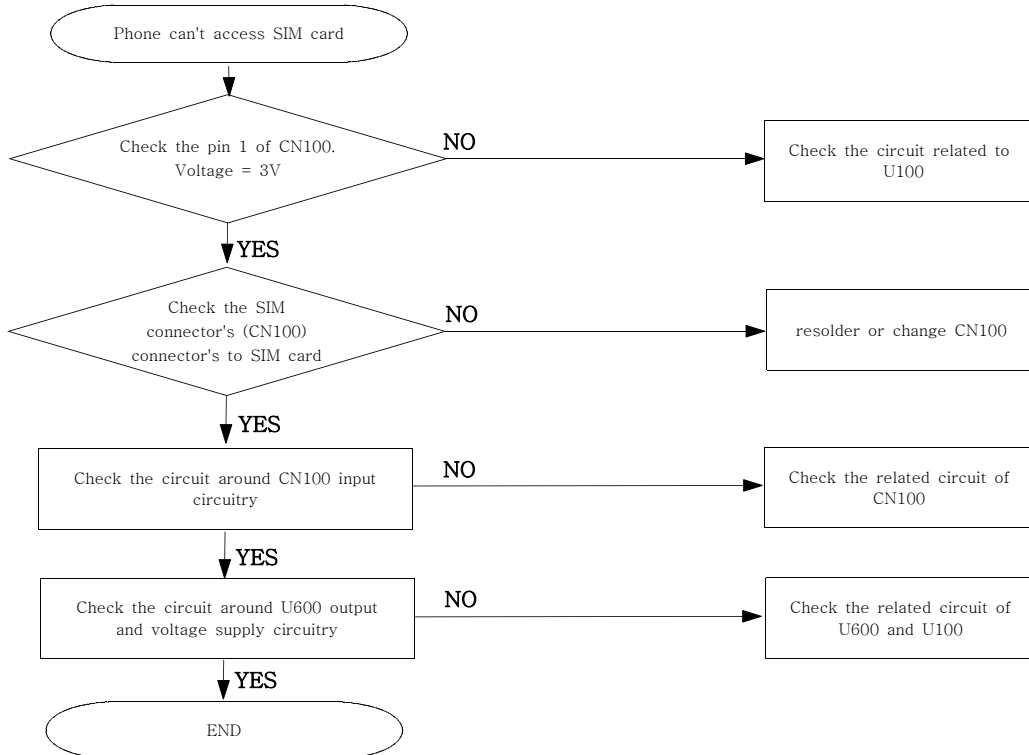 Phone can't access SIM card
Check the pin 1 of CN100.
Voltage = 3V
NO
Check the circuit related to
U100
YES
Check the SIM
connector's (CN100)
connector's to SIM card
NO
resolder or change CN100
YES
Check the circuit around CN100 input
circuitry
NO
Check the related circuit of
CN100
YES
Check the circuit around U600 output
and voltage supply circuitry
NO
Check the related circuit of
U600 and U100
YES
END